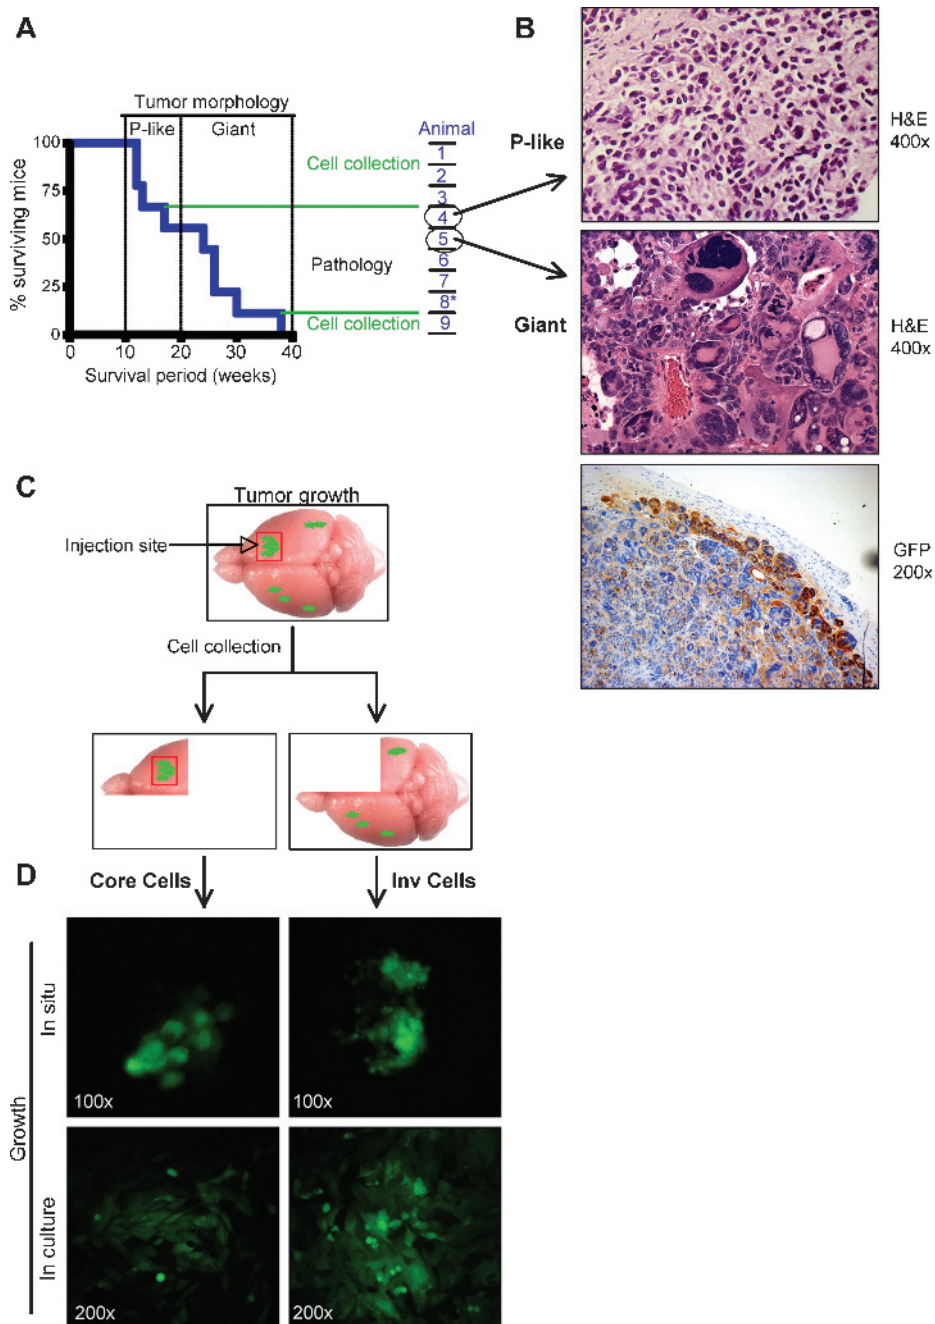 A
Tumor morphology
P-like
Giant
100
75
50
25
0
% surviving mice
0
10
20
30
40
Survival period (weeks)
Cell collection
Pathology
Cell collection
Animal
1
2
3
4
5
6
7
8*
9
B
P-like
H&E
400x
Giant
H&E
400x
GFP
200x
C
Tumor growth
Injection site
Cell collection
D
Core Cells
Inv Cells
Growth
In situ
100x
100x
In culture
200x
200x